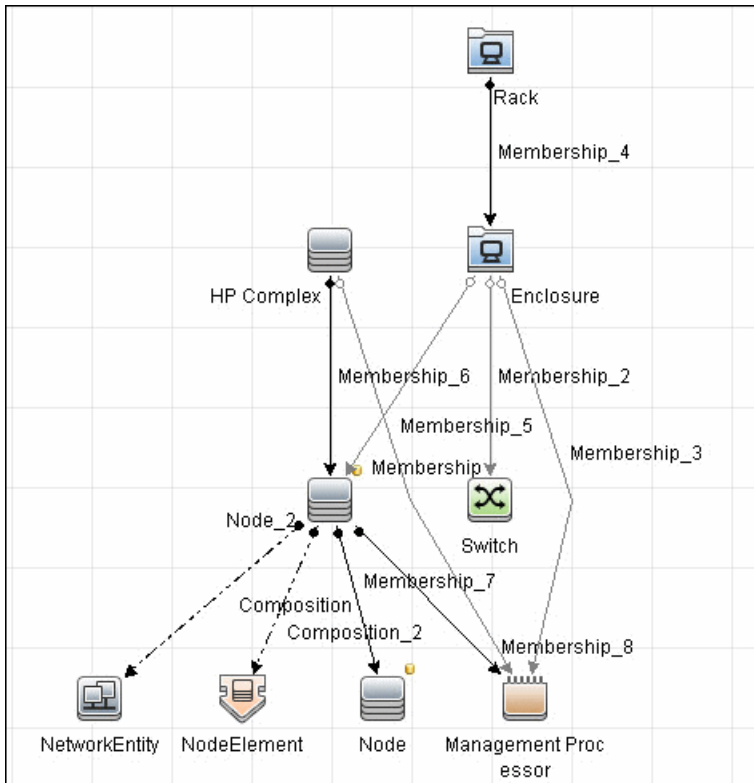 Rack
Membership_4
HP Complex
Enclosure
Membership_6
Membership_2
Membership_5
Membership_3
Membership
Node_2
Switch
Membership_7
Composition
Composition_2
Membership_8
NetworkEntity
NodeElement
Node
Management Proc
essor